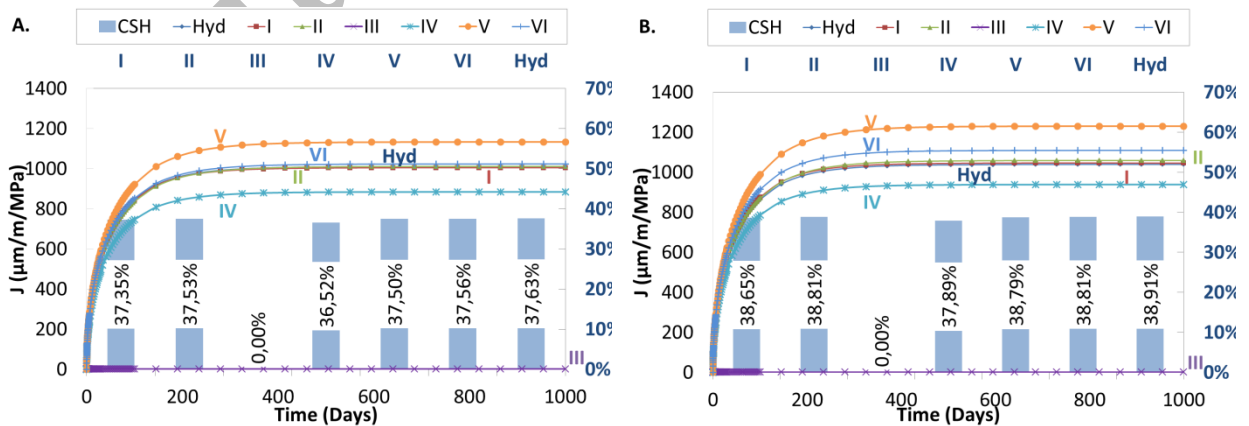 A. CSH Hyd I II III IV V VI
I II III IV V VI Hyd
1400 70%
1200 60%
1000 50%
800 40%
600 30%
400 20%
200 10%
0 0%
J (µm/m/MPa)
V
VI
Hyd
II
I
IV
III
37,35%
37,53%
0,00%
36,52%
37,50%
37,56%
37,63%
0 200 400 600 800 1000
Time (Days)
B. CSH Hyd I II III IV V VI
I II III IV V VI Hyd
1400 70%
1200 60%
1000 50%
800 40%
600 30%
400 20%
200 10%
0 0%
J (µm/m/MPa)
V
VI
II
Hyd
I
IV
III
38,65%
38,81%
0,00%
37,89%
38,79%
38,81%
38,91%
0 200 400 600 800 1000
Time (Days)